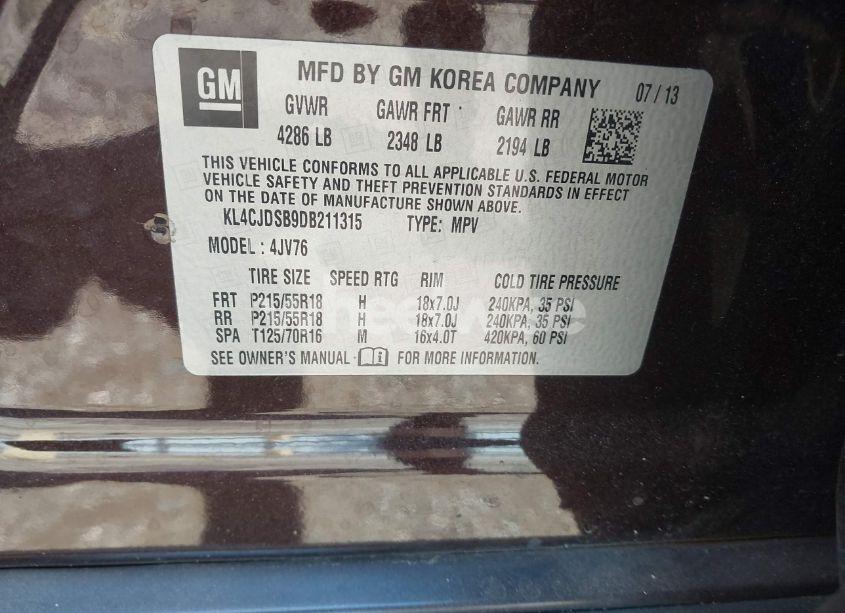 GM
MFD BY GM KOREA COMPANY 07 / 13
GVWR GAWR FRT GAWR RR
4286 LB 2348 LB 2194 LB
THIS VEHICLE CONFORMS TO ALL APPLICABLE U.S. FEDERAL MOTOR
VEHICLE SAFETY AND THEFT PREVENTION STANDARDS IN EFFECT
ON THE DATE OF MANUFACTURE SHOWN ABOVE.
KL4CJDSB9DB211315 TYPE: MPV
MODEL : 4JV76
TIRE SIZE SPEED RTG RIM COLD TIRE PRESSURE
FRT P215/55R18 H 18x7.0J 240KPA, 35 PSI
RR P215/55R18 H 18x7.0J 240KPA, 35 PSI
SPA T125/70R16 M 16x4.0T 420KPA, 60 PSI
SEE OWNER'S MANUAL FOR MORE INFORMATION.